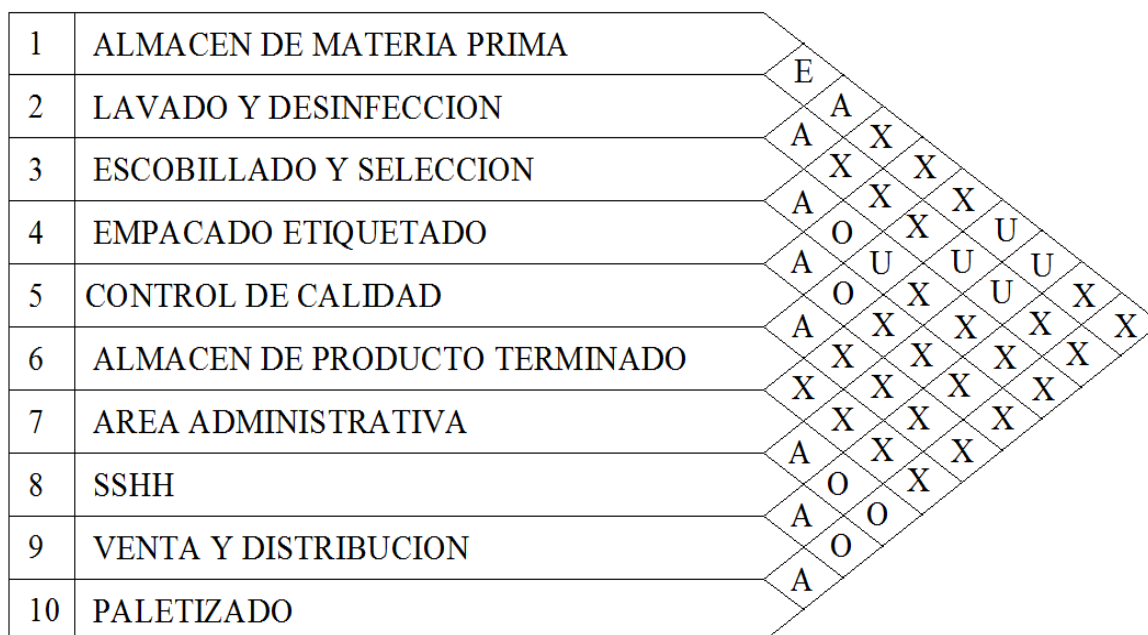 1 ALMACEN DE MATERIA PRIMA
E
2 LAVADO Y DESINFECCION A
A X
3 ESCOBILLADO Y SELECCION X X
A X X
4 EMPACADO ETIQUETADO O X U
A U U U
5 CONTROL DE CALIDAD O X U X
A X X X X
6 ALMACEN DE PRODUCTO TERMINADO X X X X
X X X X
7 AREA ADMINISTRATIVA X X X
A X X
8 SSHH O X
A O
9 VENTA Y DISTRIBUCION O
A
10 PALETIZADO